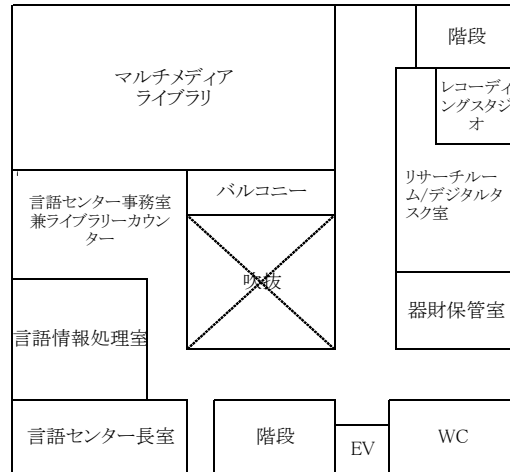 階段
マルチメディア
ライブラリ
レコーディ
ングスタジ
オ
リサーチルー
ム/デジタルタ
スク室
言語センター事務室
兼ライブラリーカウン
ター
バルコニー
吹抜
器財保管室
言語情報処理室
言語センター長室
階段
EV
WC